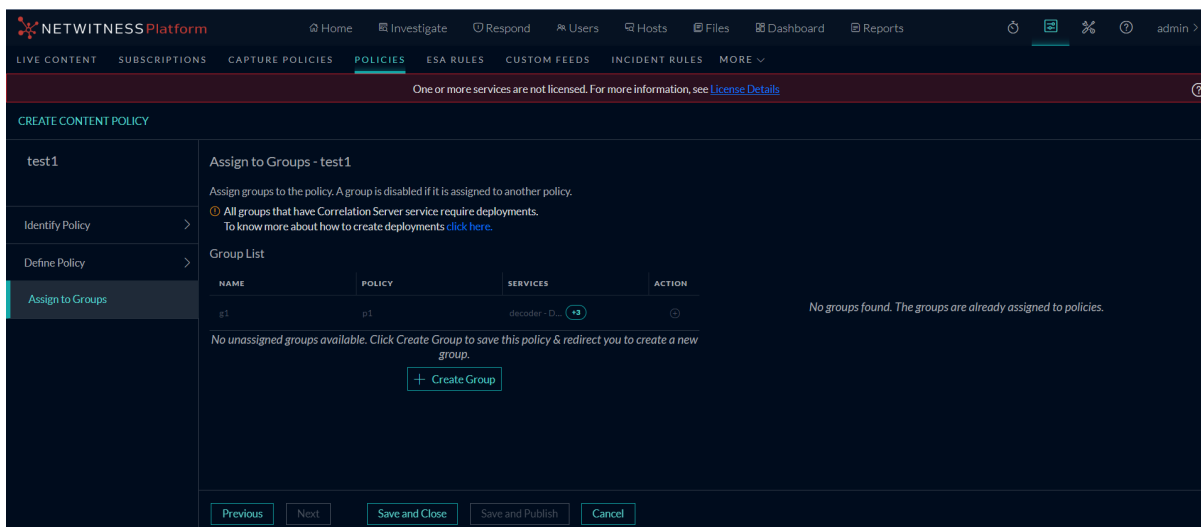 NETWITNESS Platform
Home Investigate Respond Users Hosts Files Dashboard Reports admin >
LIVE CONTENT SUBSCRIPTIONS CAPTURE POLICIES POLICIES ESA RULES CUSTOM FEEDS INCIDENT RULES MORE
One or more services are not licensed. For more information, see License Details
CREATE CONTENT POLICY
test1
Identify Policy
Define Policy
Assign to Groups
Assign to Groups - test1
Assign groups to the policy. A group is disabled if it is assigned to another policy.
All groups that have Correlation Server service require deployments.
To know more about how to create deployments click here.
Group List
NAME POLICY SERVICES ACTION
g1 p1 decoder - D... +3
No unassigned groups available. Click Create Group to save this policy & redirect you to create a new
group.
+ Create Group
No groups found. The groups are already assigned to policies.
Previous Next Save and Close Save and Publish Cancel